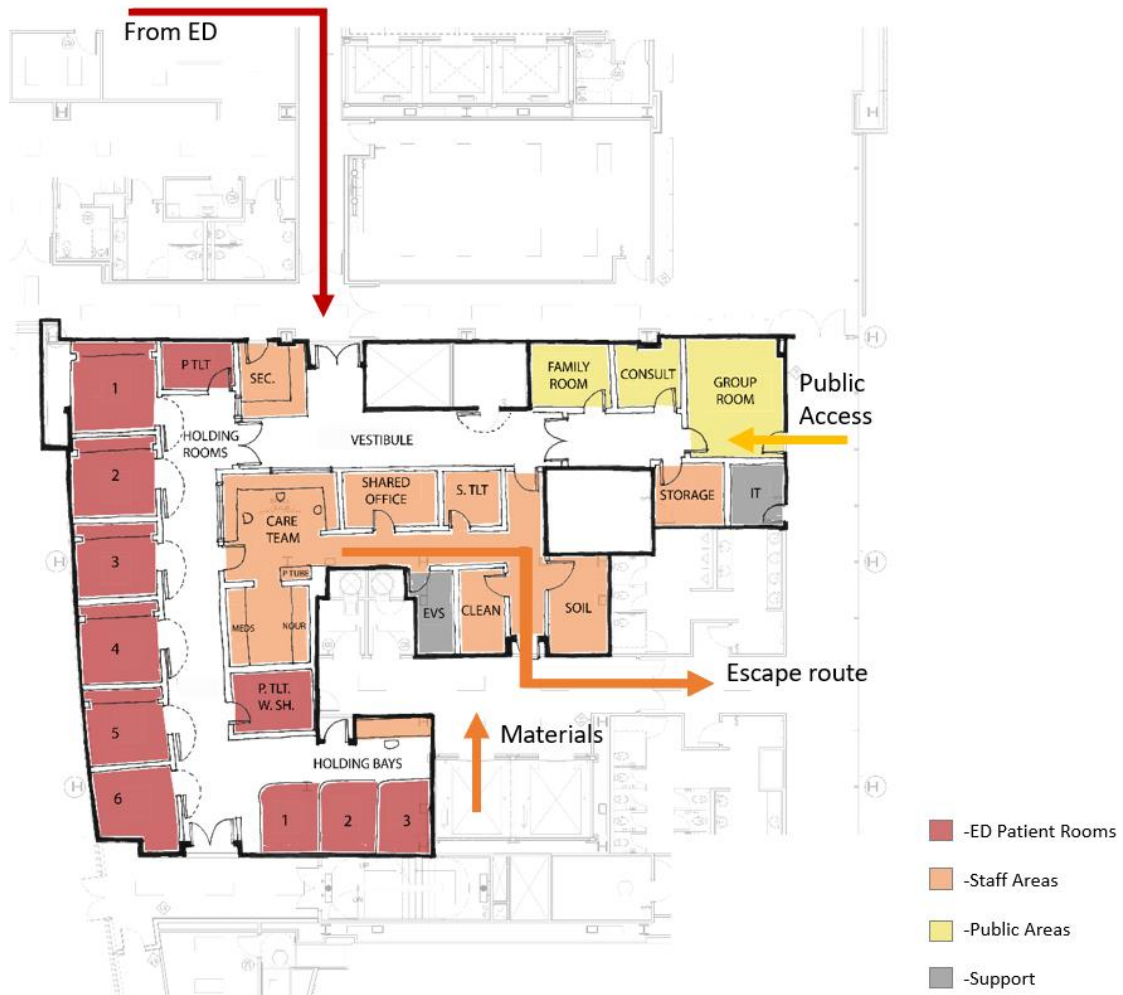 From ED
1
P TLT
SEC.
FAMILY
ROOM
CONSULT
GROUP
ROOM
Public
Access
HOLDING
ROOMS
VESTIBULE
2
SHARED
OFFICE
S. TLT
STORAGE
IT
CARE
TEAM
3
P TUBE
EVS
CLEAN
SOIL
MEDS
NOUR
4
P. TLT.
W. SH.
Escape route
5
Materials
HOLDING BAYS
6
1
2
3
-ED Patient Rooms
-Staff Areas
-Public Areas
-Support
H
H
H
H
H
H
H